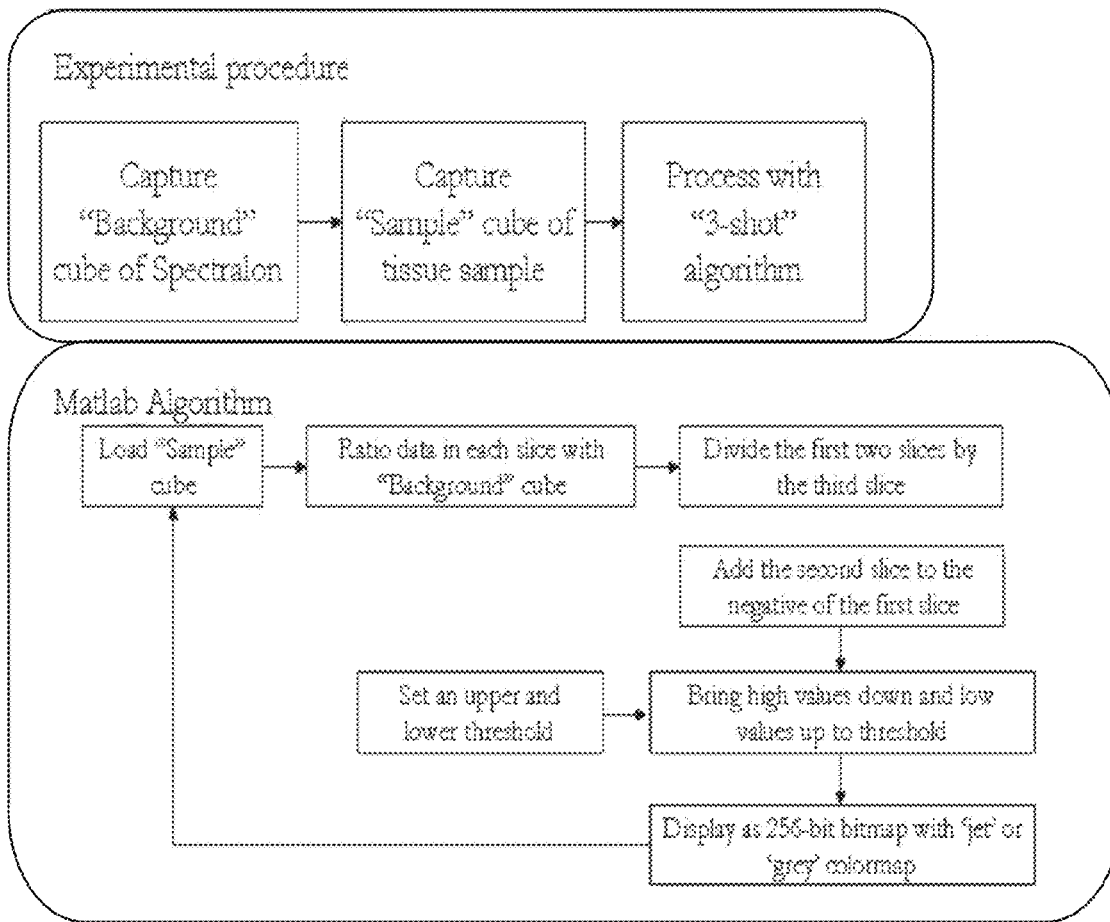 Experimental procedure
Capture
“Background”
cube of Spectralon
Capture
“Sample” cube of
tissue sample
Process with
“3-shot”
algorithm
Matlab Algorithm
Load “Sample”
cube
Ratio data in each slice with
“Background” cube
Divide the first two slices by
the third slice
Add the second slice to the
negative of the first slice
Set an upper and
lower threshold
Bring high values down and low
values up to threshold
Display as 256-bit bitmap with ‘jet’ or
‘grey’ colormap